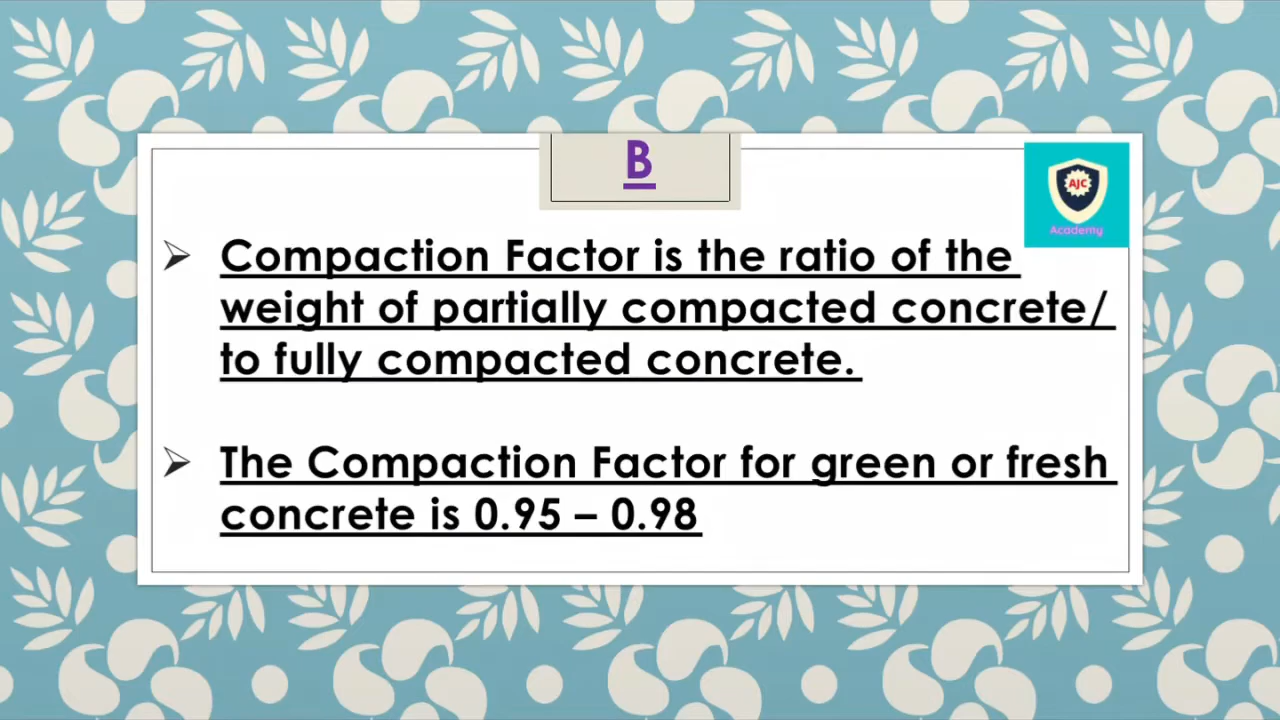 B
AJC
Academy
Compaction Factor is the ratio of the
weight of partially compacted concrete/
to fully compacted concrete.
The Compaction Factor for green or fresh
concrete is 0.95 – 0.98